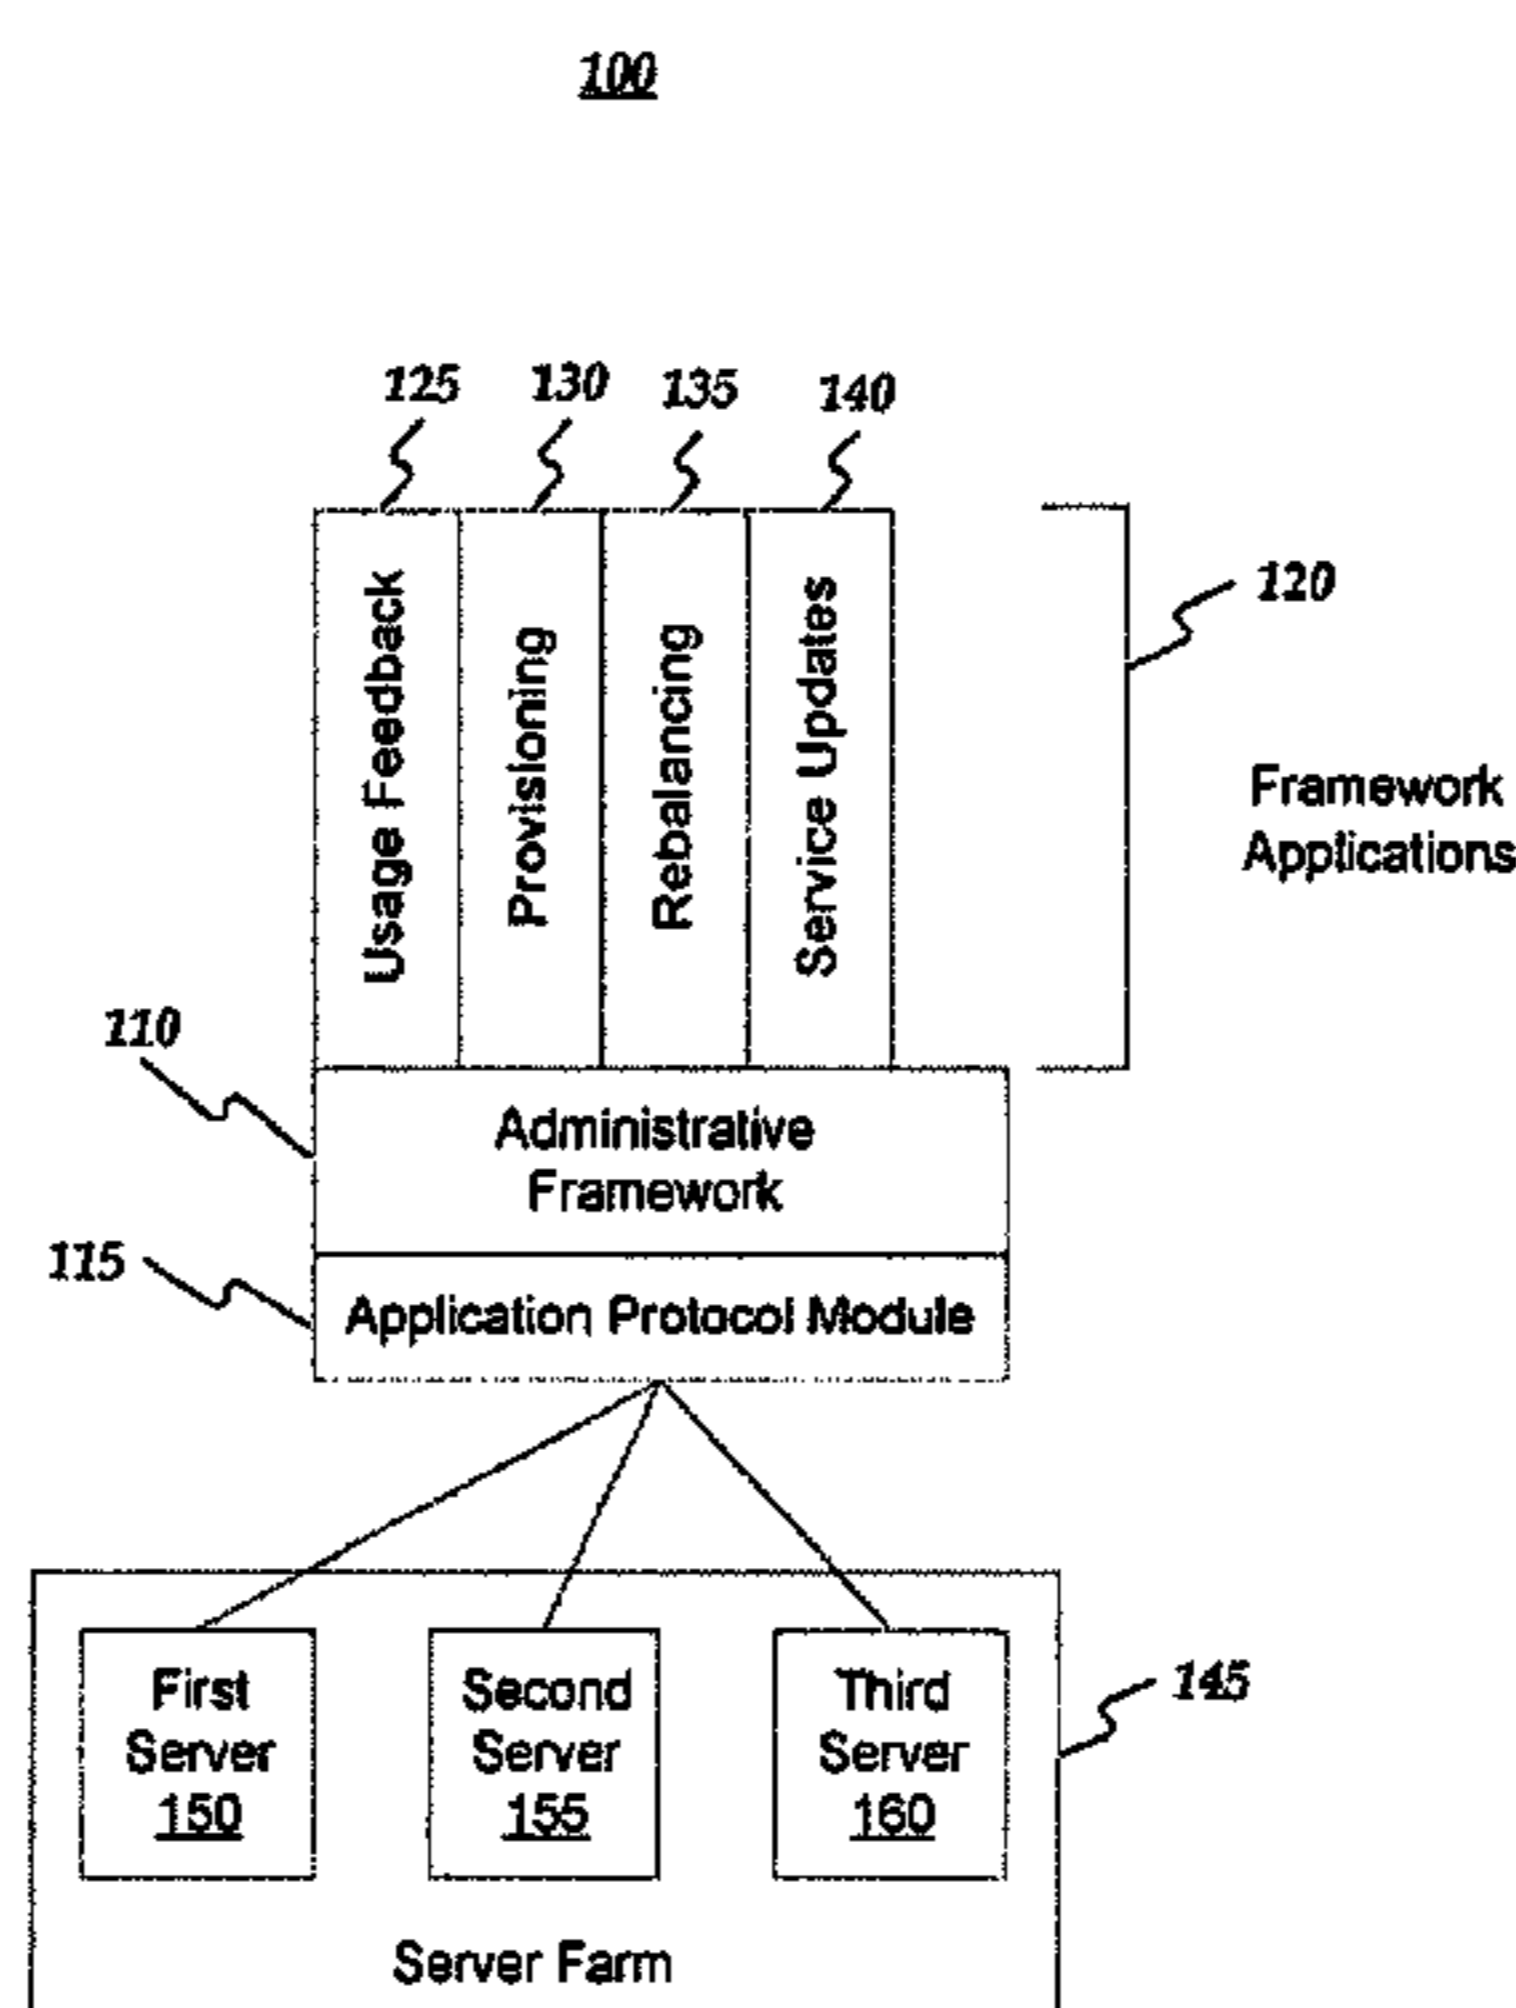 100
125
130
135
140
120
Usage Feedback
Provisioning
Rebalancing
Service Updates
Framework
Applications
110
Administrative
Framework
115
Application Protocol Module
145
First
Server
150
Second
Server
155
Third
Server
160
Server Farm